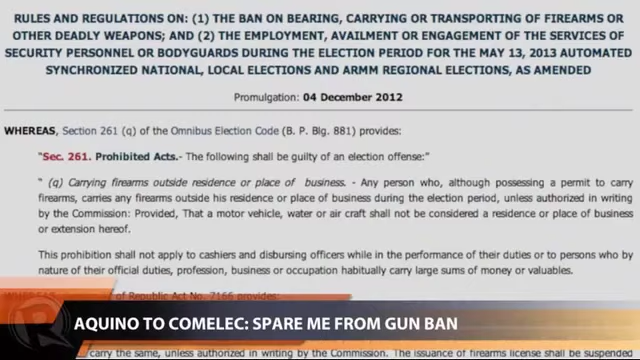 RULES AND REGULATIONS ON: (1) THE BAN ON BEARING, CARRYING OR TRANSPORTING OF FIREARMS OR
OTHER DEADLY WEAPONS; AND (2) THE EMPLOYMENT, AVAILMENT OR ENGAGEMENT OF THE SERVICES OF
SECURITY PERSONNEL OR BODYGUARDS DURING THE ELECTION PERIOD FOR THE MAY 13, 2013 AUTOMATED
SYNCHRONIZED NATIONAL, LOCAL ELECTIONS AND ARMM REGIONAL ELECTIONS, AS AMENDED
Promulgation: 04 December 2012
WHEREAS, Section 261 (q) of the Omnibus Election Code (B. P. Blg. 881) provides:
"Sec. 261. Prohibited Acts.- The following shall be guilty of an election offense:"
" (q) Carrying firearms outside residence or place of business. - Any person who, although possessing a permit to carry
firearms, carries any firearms outside his residence or place of business during the election period, unless authorized in writing
by the Commission: Provided, That a motor vehicle, water or air craft shall not be considered a residence or place of business
or extension hereof.
This prohibition shall not apply to cashiers and disbursing officers while in the performance of their duties or to persons who by
nature of their official duties, profession, business or occupation habitually carry large sums of money or valuables.
of Republic Act No. 7166 provides:
AQUINO TO COMELEC: SPARE ME FROM GUN BAN
carry the same, unless authorized in writing by the Commission. The issuance of firearms license shall be suspended